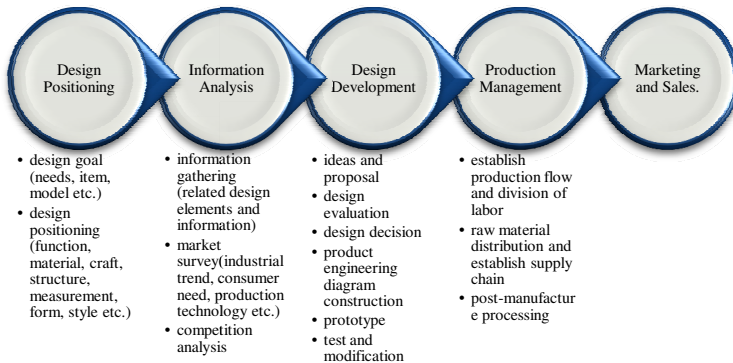 Design
Positioning
Information
Analysis
Design
Development
Production
Management
Marketing
and Sales.
• design goal
(needs, item,
model etc.)
• design
positioning
(function,
material, craft,
structure,
measurement,
form, style etc.)
• information
gathering
(related design
elements and
information)
• market
survey(industrial
trend, consumer
need, production
technology etc.)
• competition
analysis
• ideas and
proposal
• design
evaluation
• design decision
• product
engineering
diagram
construction
• prototype
• test and
modification
• establish
production flow
and division of
labor
• raw material
distribution and
establish supply
chain
• post-manufactur
e processing